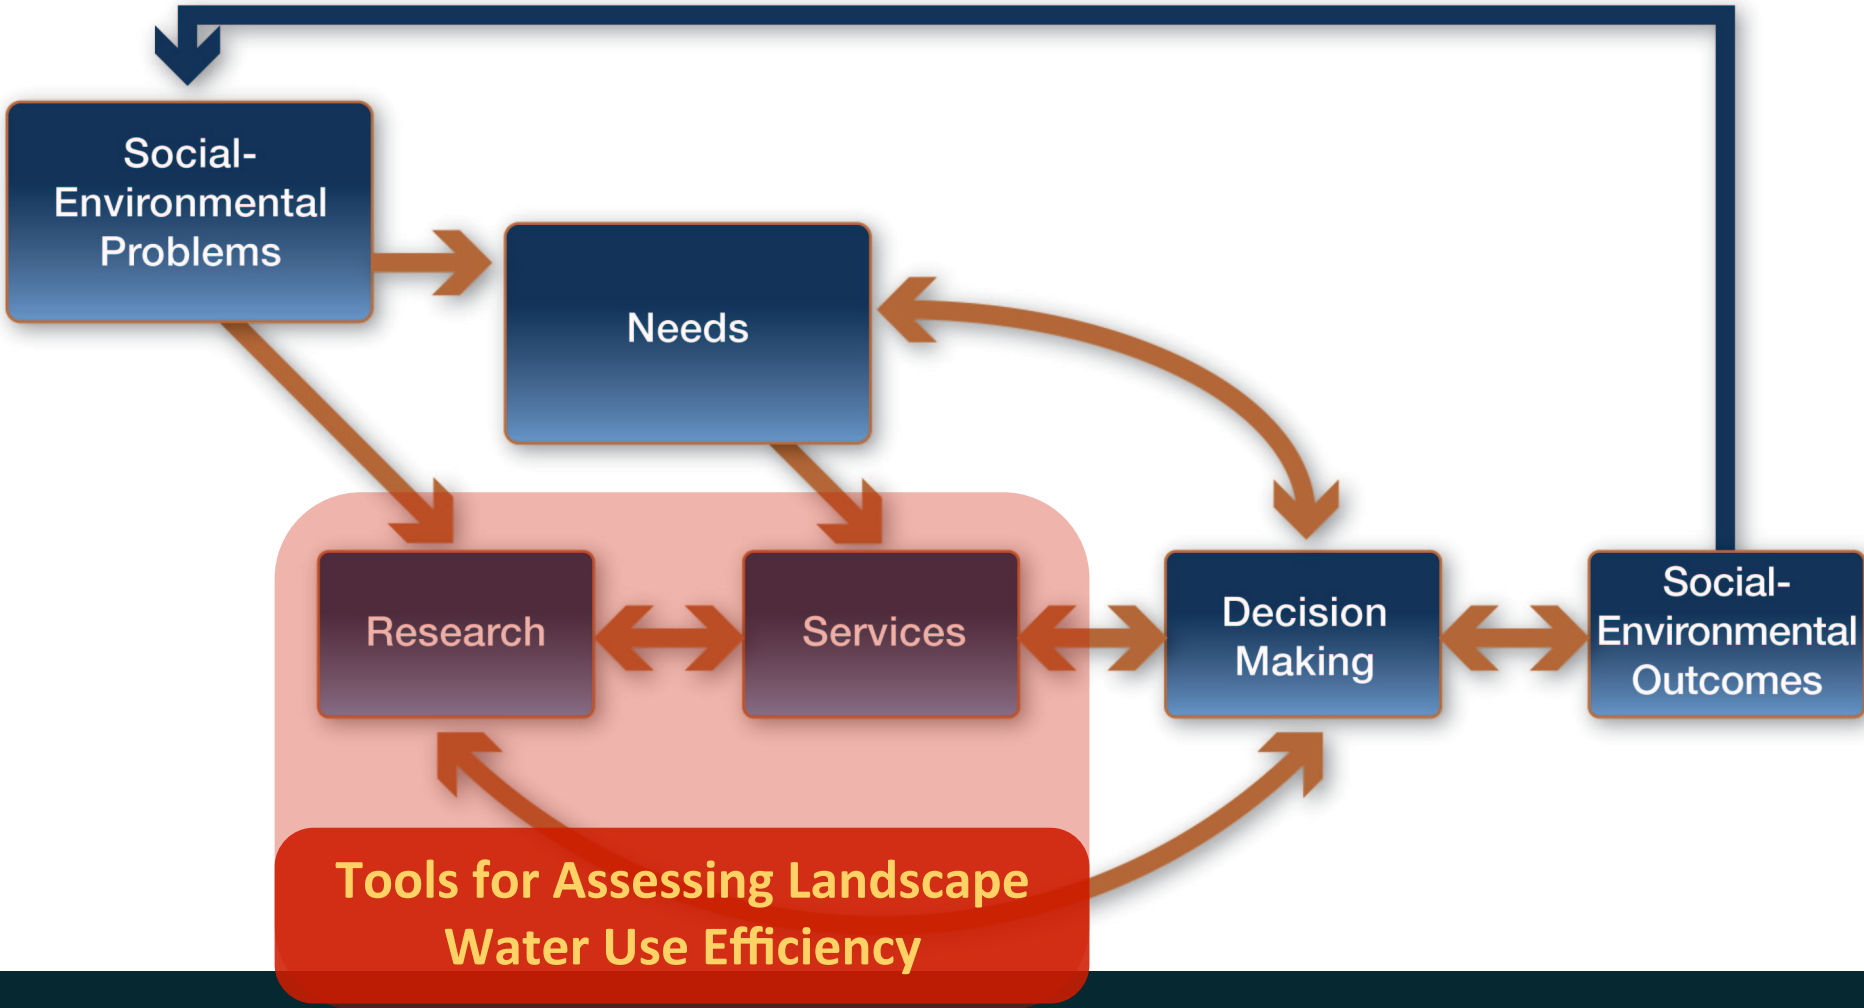 Social-
Environmental
Problems
Needs
Research
Services
Decision
Making
Social-
Environmental
Outcomes
Tools for Assessing Landscape
Water Use Efficiency